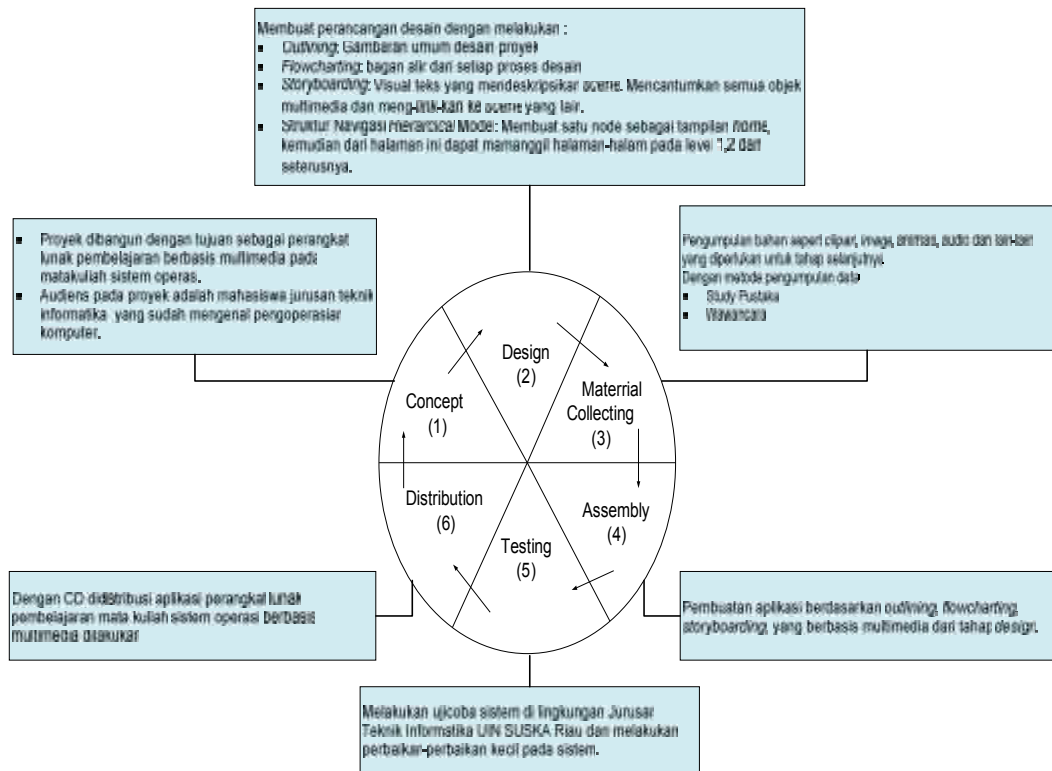 Membuat perancangan desain dengan melakukan :
▪ Outlining: Gambaran umum desain proyek
▪ Flowcharting: bagan alir dari setiap proses desain
▪ Storyboarding: Visual teks yang mendeskripsikan scene. Mencantumkan semua objek
multimedia dan meng-link-kan ke scene yang lain.
▪ Struktur Navigasi Hierarcical Model: Membuat satu node sebagai tampilan home,
kemudian dari halaman ini dapat mamanggil halaman-halam pada level 1,2 dan
seterusnya.
▪ Proyek dibangun dengan tujuan sebagai perangkat
lunak pembelajaran berbasis multimedia pada
matakuliah sistem operasi.
▪ Audiens pada proyek adalah mahasiswa jurusan teknik
informatika yang sudah mengenal pengoperasian
komputer.
Pengumpulan bahan seperti clipart, image, animasi, audio dan lain-lain
yang diperlukan untuk tahap selanjutnya.
Dengan metode pengumpulan data
▪ Study Pustaka
▪ Wawancara
Design
(2)
Concept
(1)
Materrial
Collecting
(3)
Distribution
(6)
Testing
(5)
Assembly
(4)
Dengan CD didistribusi aplikasi perangkat lunak
pembelajaran mata kuliah sistem operasi berbasis
multimedia dilakukan
Pembuatan aplikasi berdasarkan outlining, flowcharting,
storyboarding, yang berbasis multimedia dari tahap design.
Melakukan ujicoba sistem di lingkungan Jurusan
Teknik Informatika UIN SUSKA Riau dan melakukan
perbaikan-perbaikan kecil pada sistem.